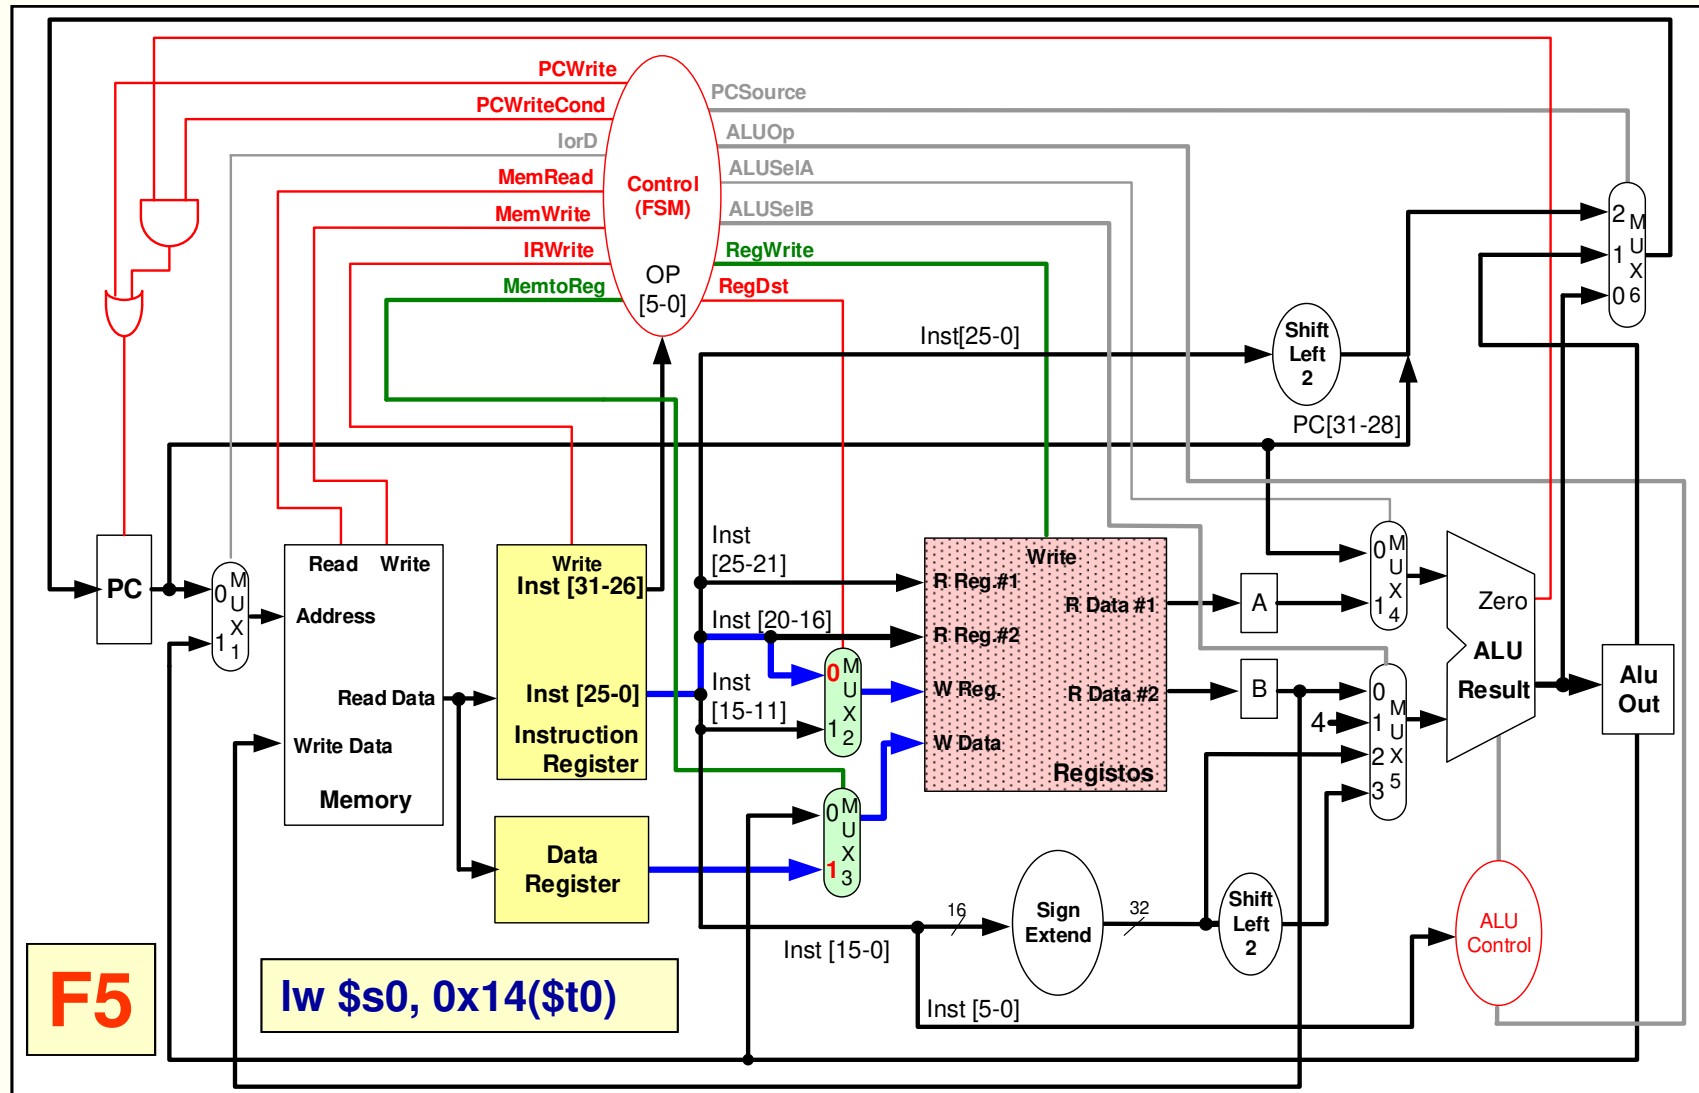 PCWrite
PCWriteCond
IorD
MemRead
MemWrite
IRWrite
MemtoReg
Control
(FSM)
OP
[5-0]
PCSource
ALUOp
ALUSelA
ALUSelB
RegWrite
RegDst
2
1
0
M
U
X
6
Inst[25-0]
Shift
Left
2
PC[31-28]
PC
0
1
M
U
X
1
Read
Write
Address
Read Data
Write Data
Memory
Write
Inst [31-26]
Inst [25-0]
Instruction
Register
Data
Register
Inst
[25-21]
Inst [20-16]
Inst
[15-11]
0
1
M
U
X
2
0
1
M
U
X
3
Write
R Reg.#1
R Data #1
R Reg.#2
W Reg.
R Data #2
W Data
Registos
A
B
0
1
M
U
X
4
4
0
1
2
3
M
U
X
5
Zero
ALU
Result
Alu
Out
16
Sign
Extend
32
Shift
Left
2
ALU
Control
Inst [15-0]
Inst [5-0]
F5
lw $s0, 0x14($t0)